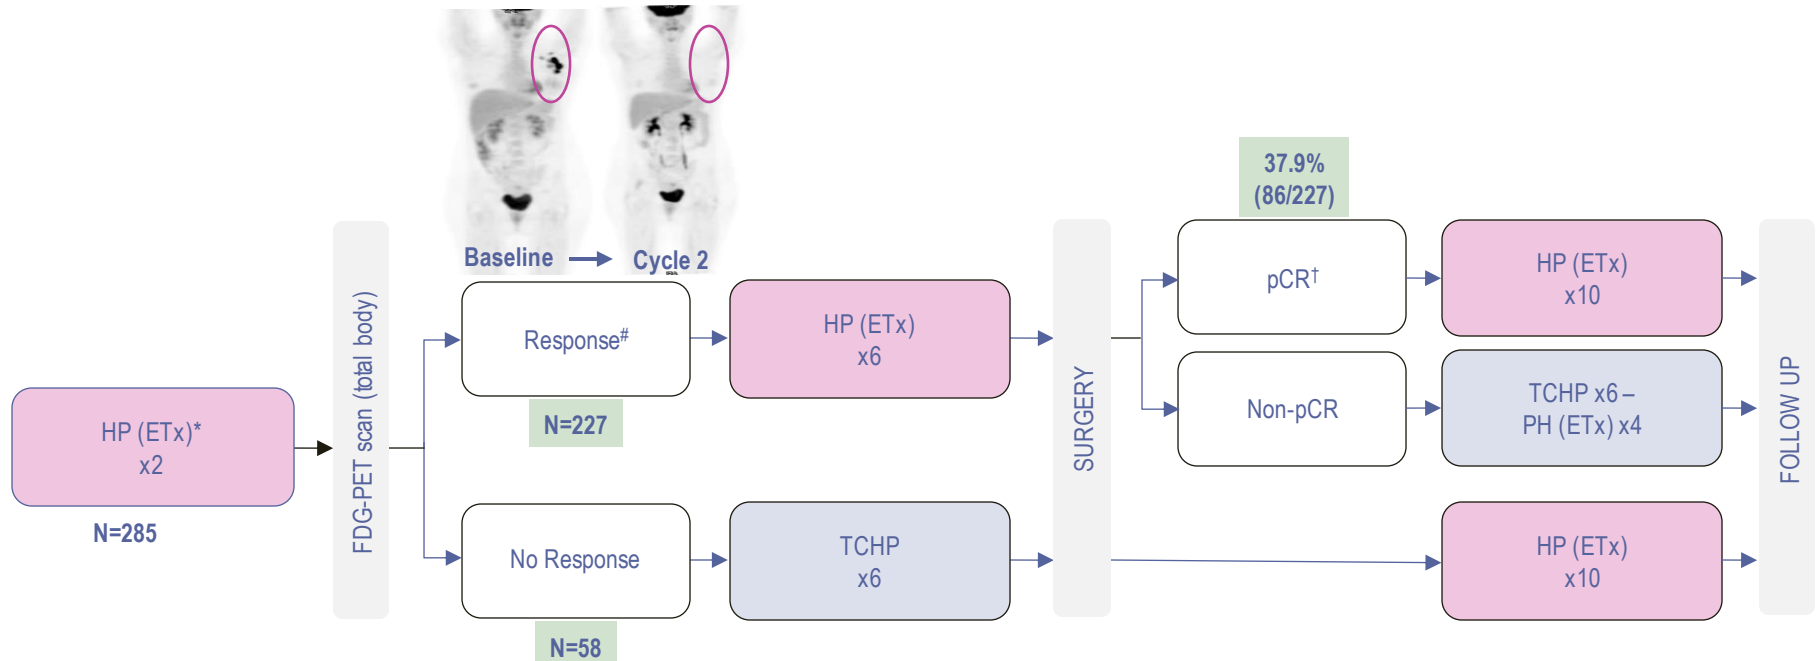 Baseline
Cycle 2
HP (ETx)*
x2
N=285
FDG-PET scan (total body)
Response#
N=227
No Response
N=58
HP (ETx)
x6
TCHP
x6
SURGERY
37.9%
(86/227)
pCR†
Non-pCR
HP (ETx)
x10
TCHP x6 –
PH (ETx) x4
HP (ETx)
x10
FOLLOW UP